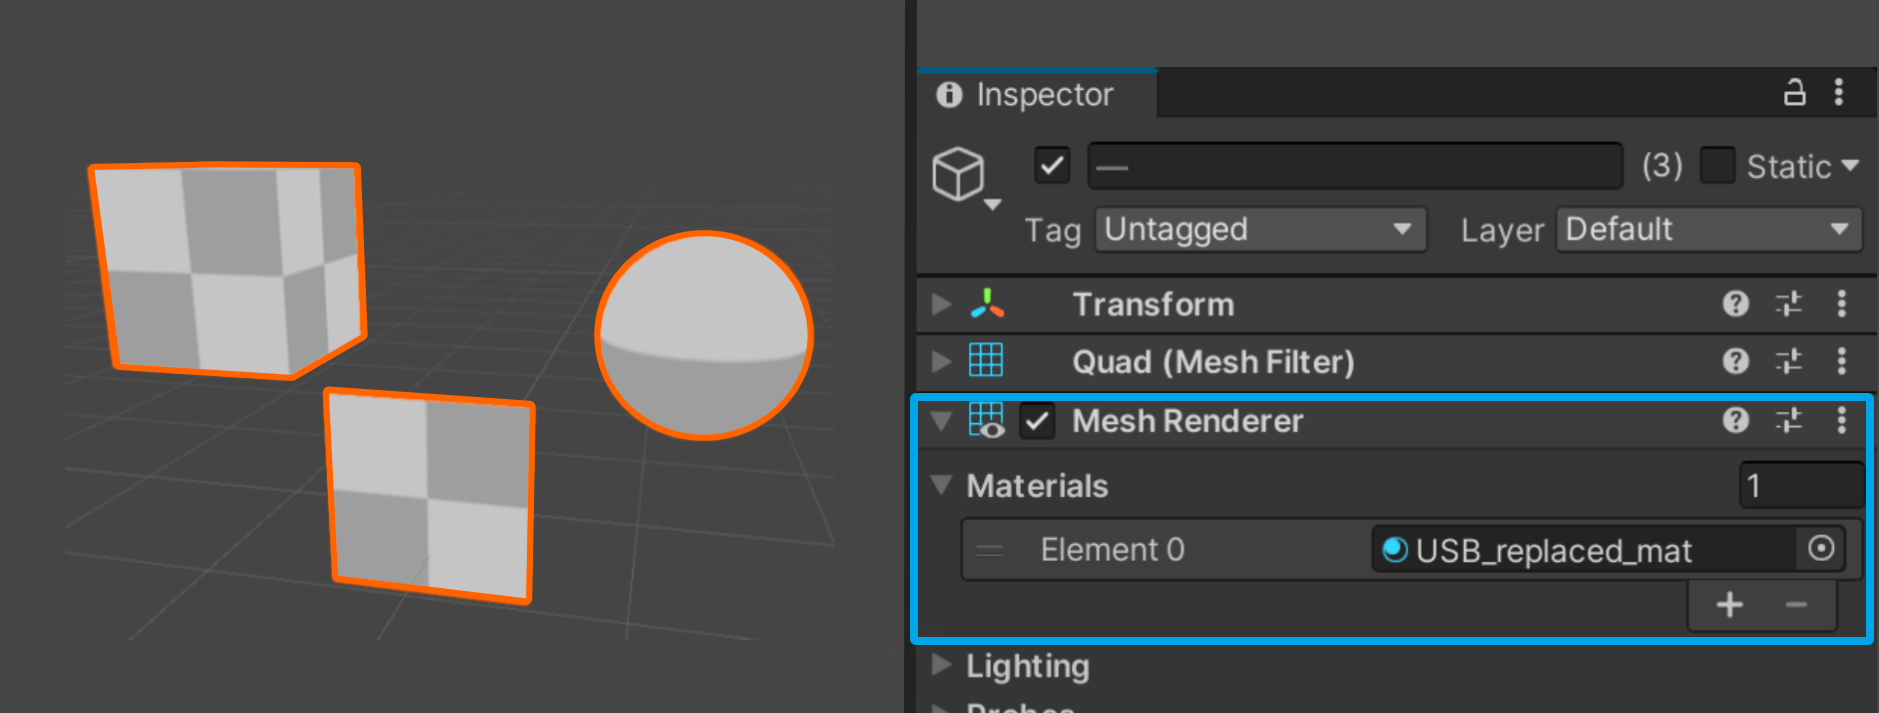 Inspector
— (3) Static
Tag Untagged Layer Default
Transform
Quad (Mesh Filter)
Mesh Renderer
Materials 1
Element 0 USB_replaced_mat
Lighting
Probes